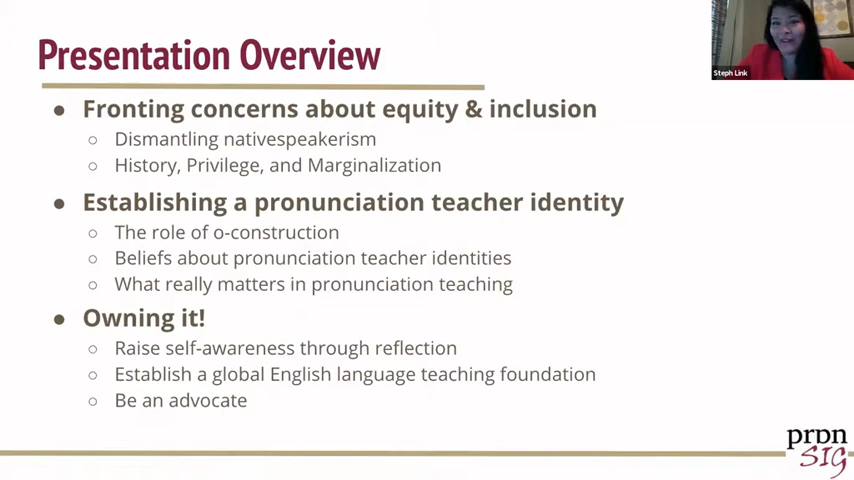 Presentation Overview
Steph Link
● Fronting concerns about equity & inclusion
○ Dismantling nativespeakerism
○ History, Privilege, and Marginalization
● Establishing a pronunciation teacher identity
○ The role of o-construction
○ Beliefs about pronunciation teacher identities
○ What really matters in pronunciation teaching
● Owning it!
○ Raise self-awareness through reflection
○ Establish a global English language teaching foundation
○ Be an advocate
prɒn
SIG